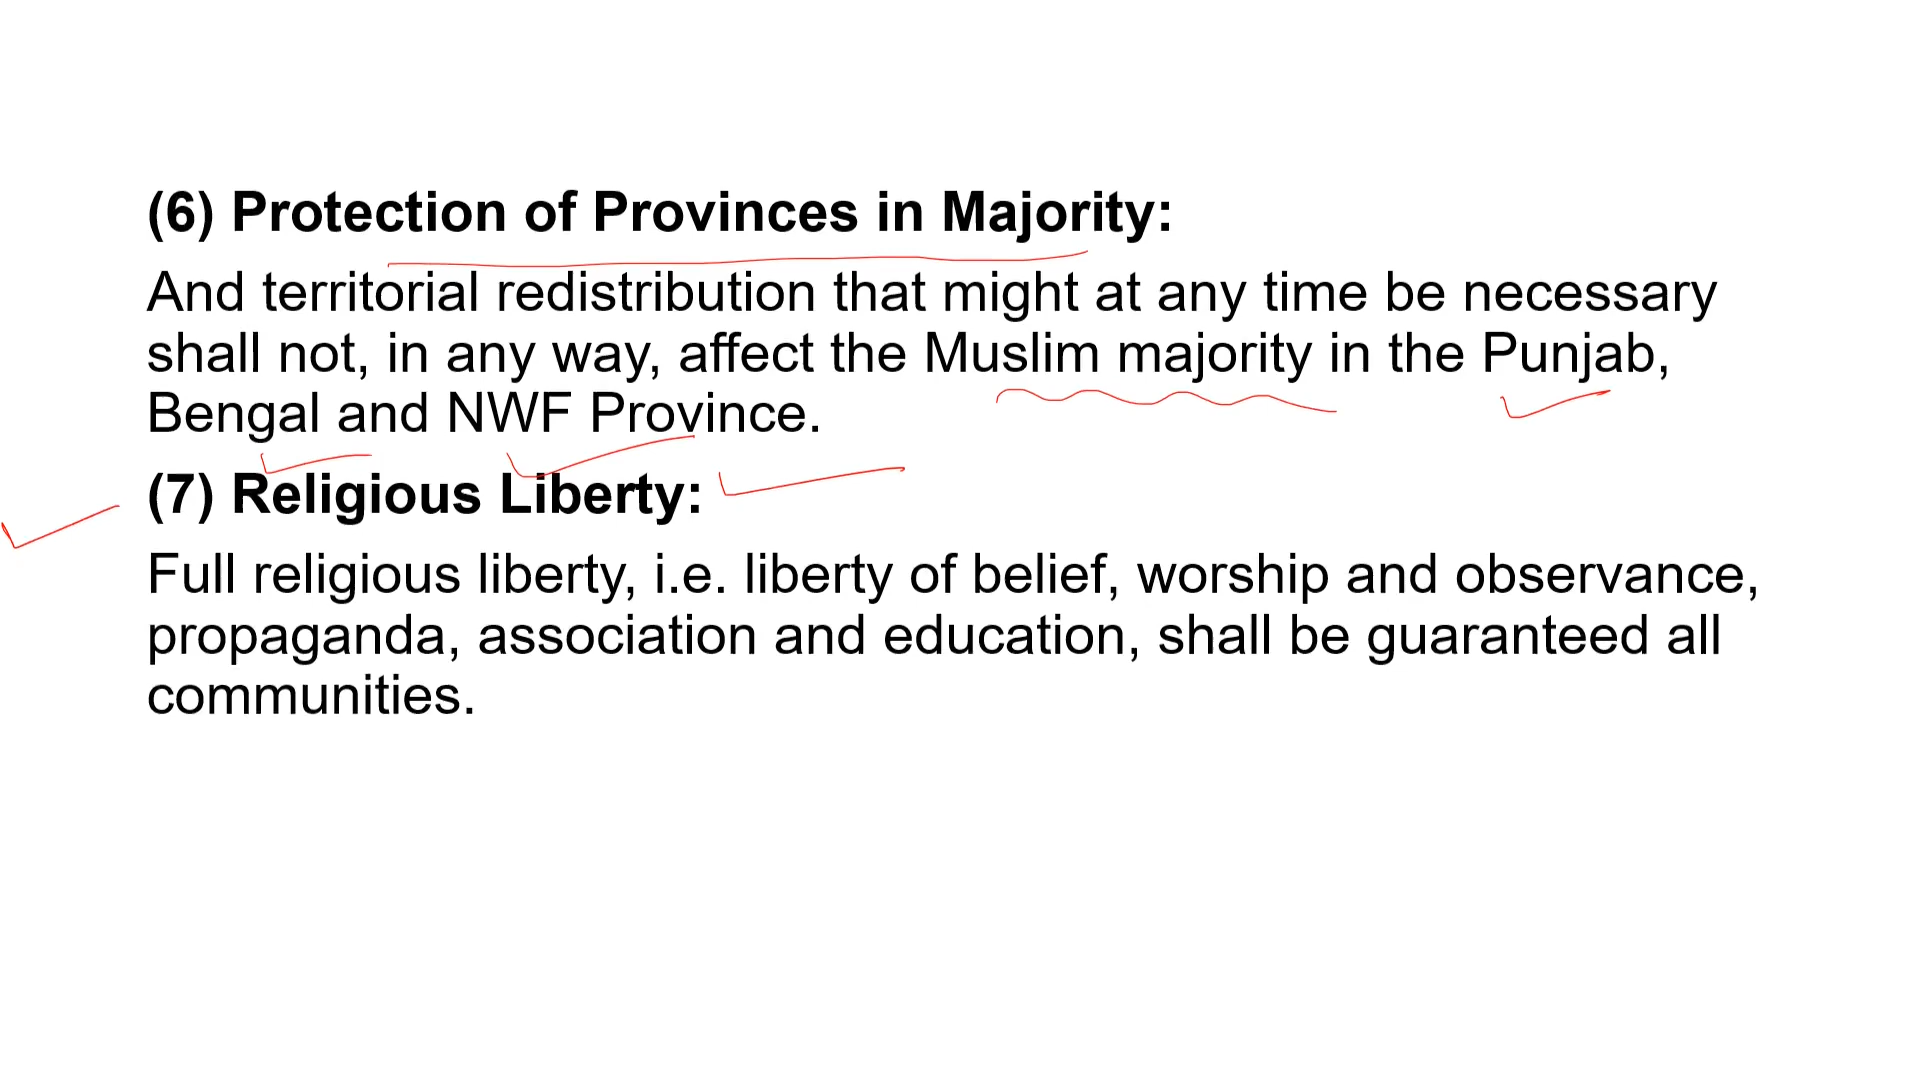 (6) Protection of Provinces in Majority:
And territorial redistribution that might at any time be necessary
shall not, in any way, affect the Muslim majority in the Punjab,
Bengal and NWF Province.
(7) Religious Liberty:
Full religious liberty, i.e. liberty of belief, worship and observance,
propaganda, association and education, shall be guaranteed all
communities.